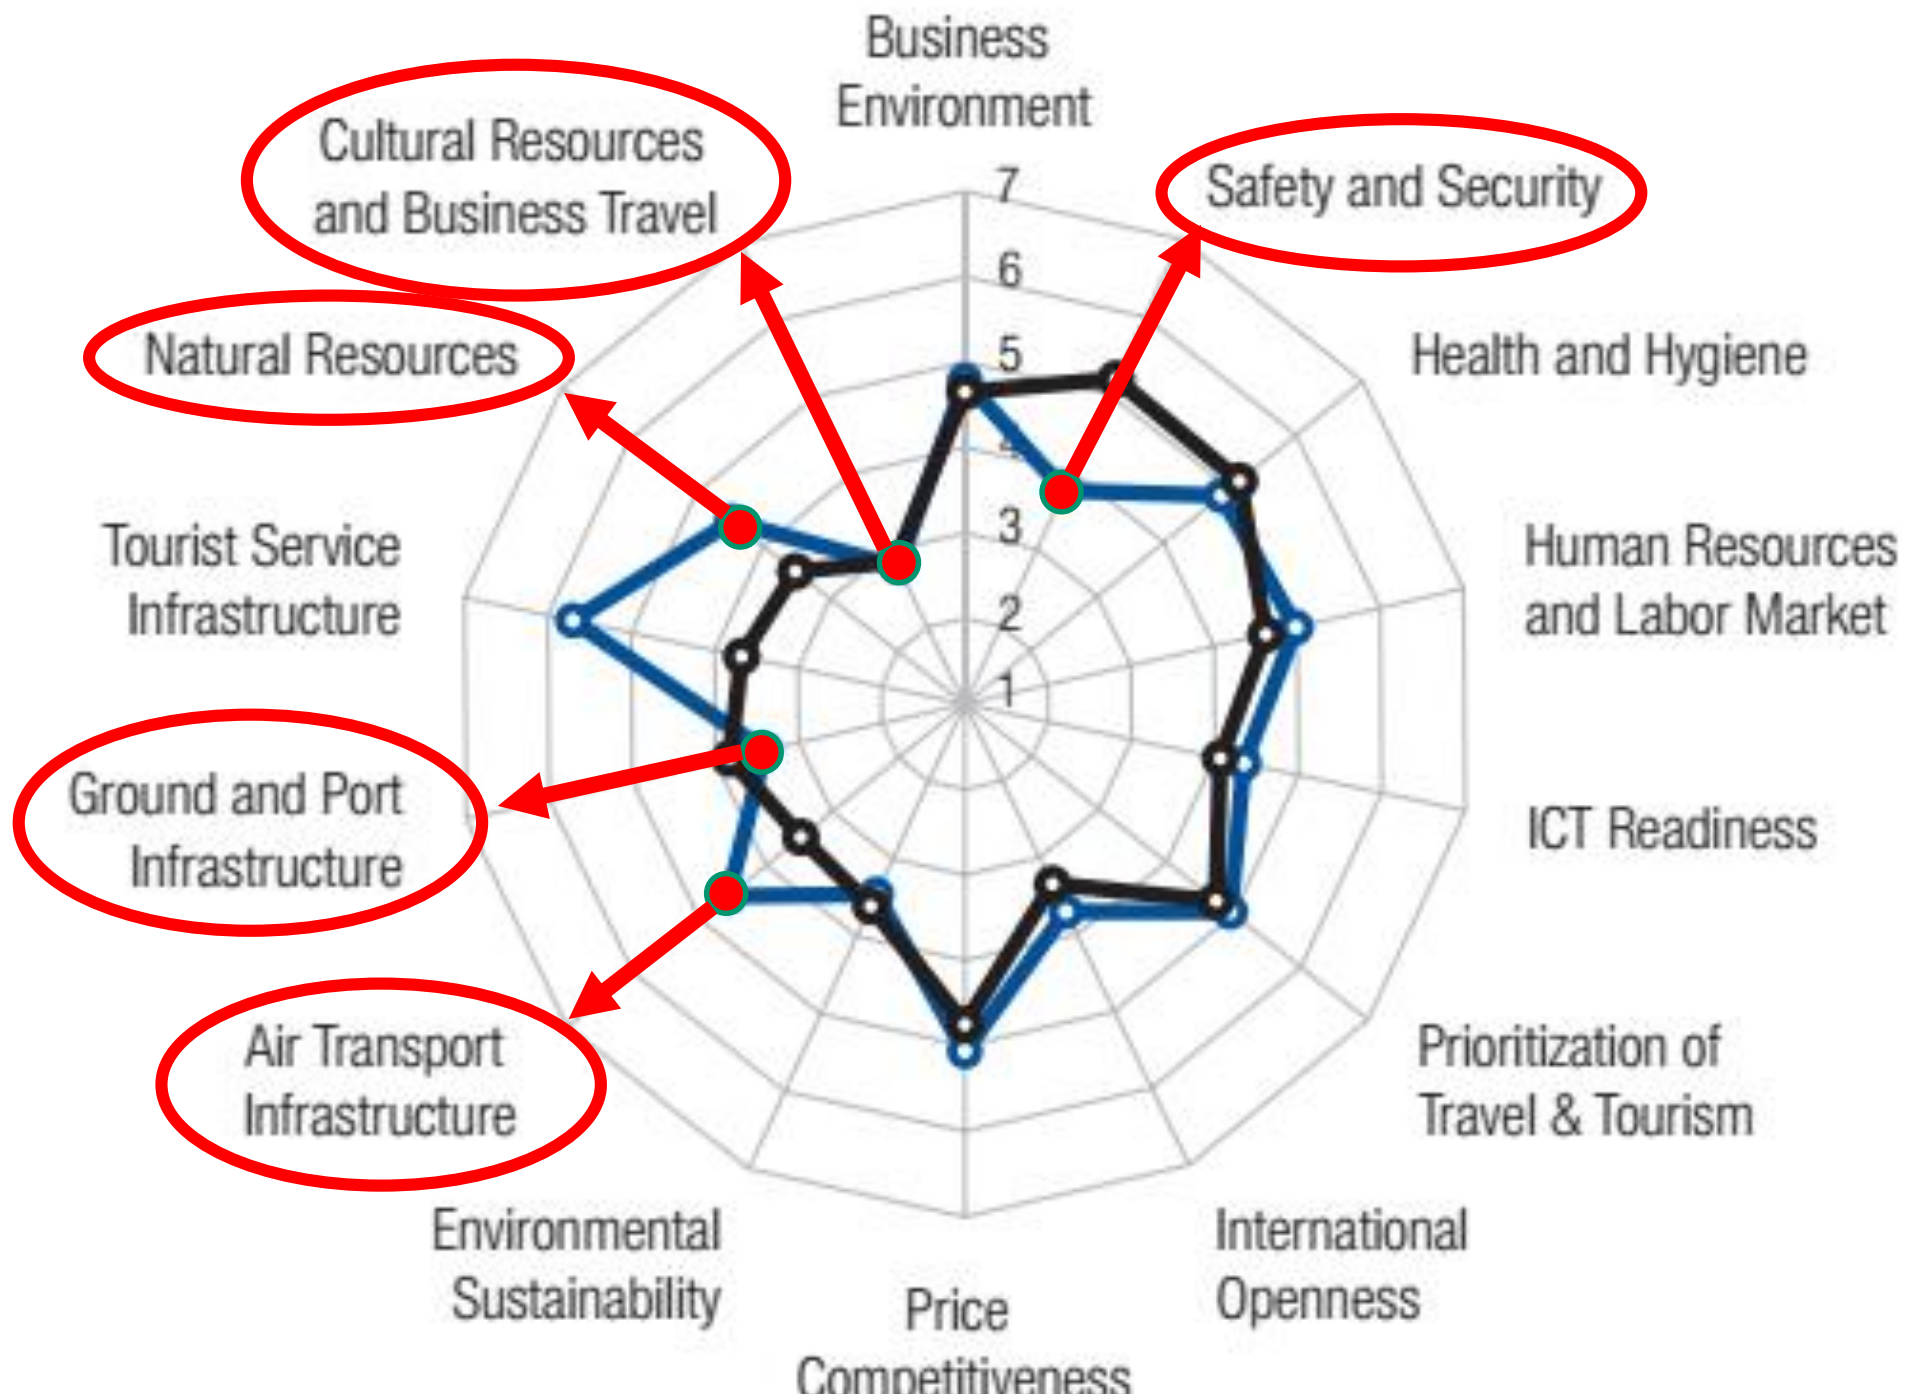 Business
Environment
Cultural Resources
and Business Travel
Safety and Security
7
6
5
4
3
2
1
Natural Resources
Health and Hygiene
Tourist Service
Infrastructure
Human Resources
and Labor Market
Ground and Port
Infrastructure
ICT Readiness
Air Transport
Infrastructure
Prioritization of
Travel & Tourism
Environmental
Sustainability
International
Openness
Price
Competitiveness